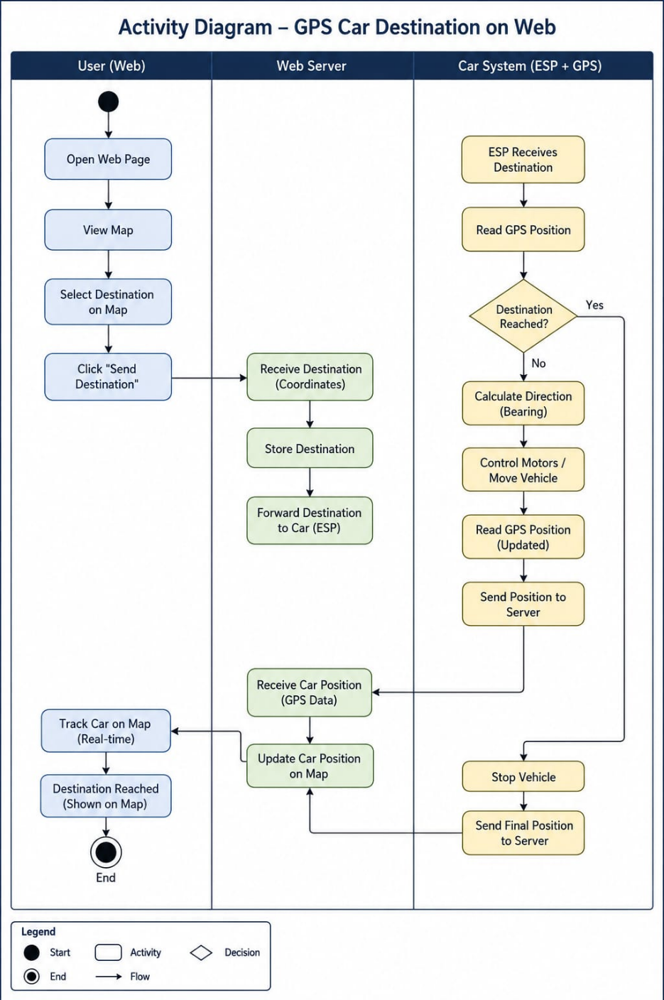 Activity Diagram – GPS Car Destination on Web
User (Web)
Web Server
Car System (ESP + GPS)
Open Web Page
View Map
Select Destination
on Map
Click "Send
Destination"
Receive Destination
(Coordinates)
Store Destination
Forward Destination
to Car (ESP)
ESP Receives
Destination
Read GPS Position
Destination
Reached?
Yes
No
Calculate Direction
(Bearing)
Control Motors /
Move Vehicle
Read GPS Position
(Updated)
Send Position to
Server
Receive Car Position
(GPS Data)
Update Car Position
on Map
Track Car on Map
(Real-time)
Destination Reached
(Shown on Map)
End
Stop Vehicle
Send Final Position
to Server
Legend
Start
Activity
Decision
End
Flow